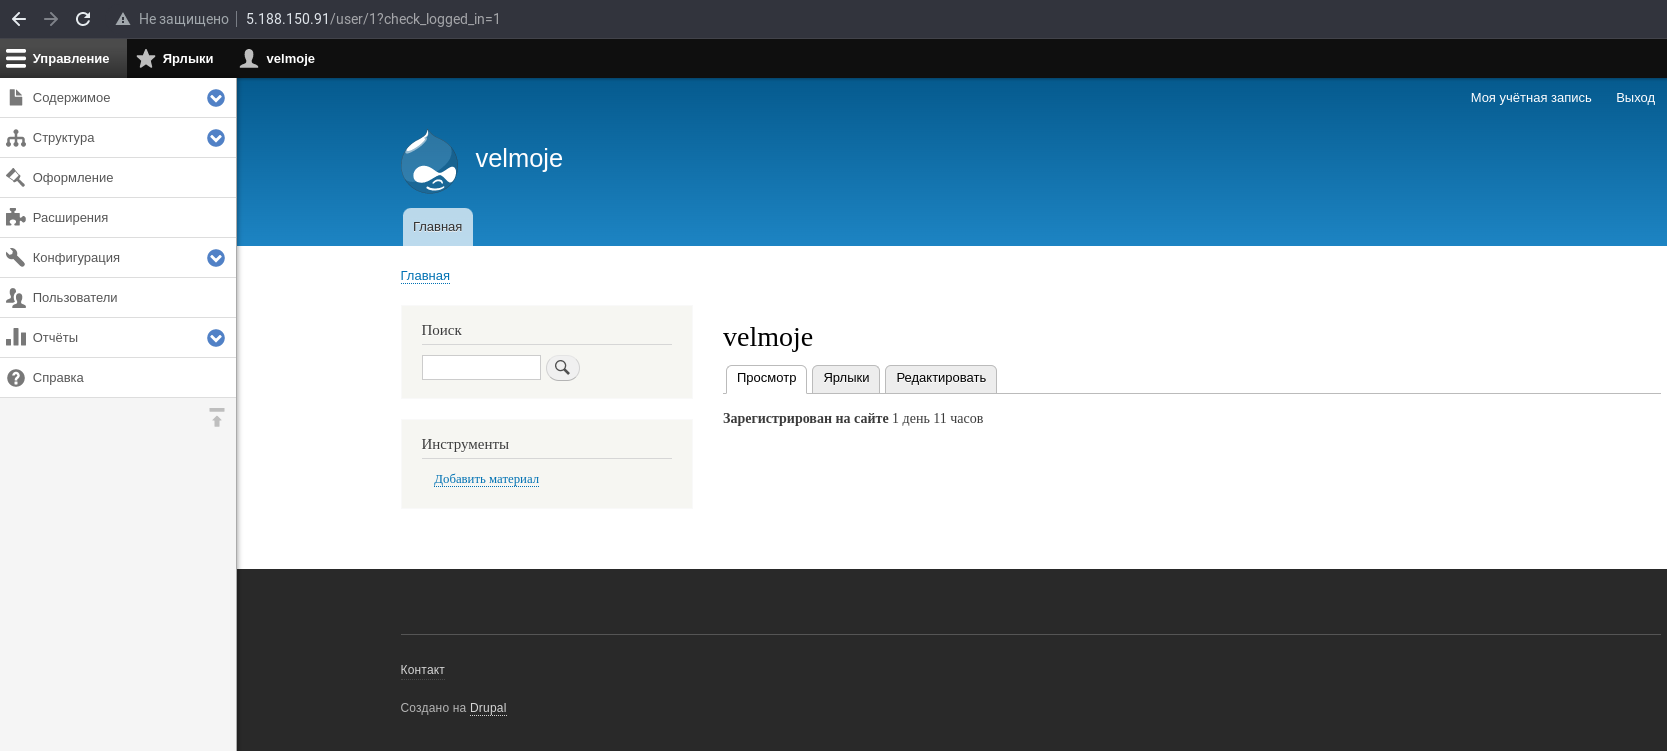 Не защищено 5.188.150.91/user/1?check_logged_in=1
Управление Ярлыки velmoje
Содержимое
Структура
Оформление
Расширения
Конфигурация
Пользователи
Отчёты
Справка
Моя учётная запись Выход
velmoje
Главная
Главная
Поиск
Инструменты
Добавить материал
velmoje
Просмотр Ярлыки Редактировать
Зарегистрирован на сайте 1 день 11 часов
Контакт
Создано на Drupal